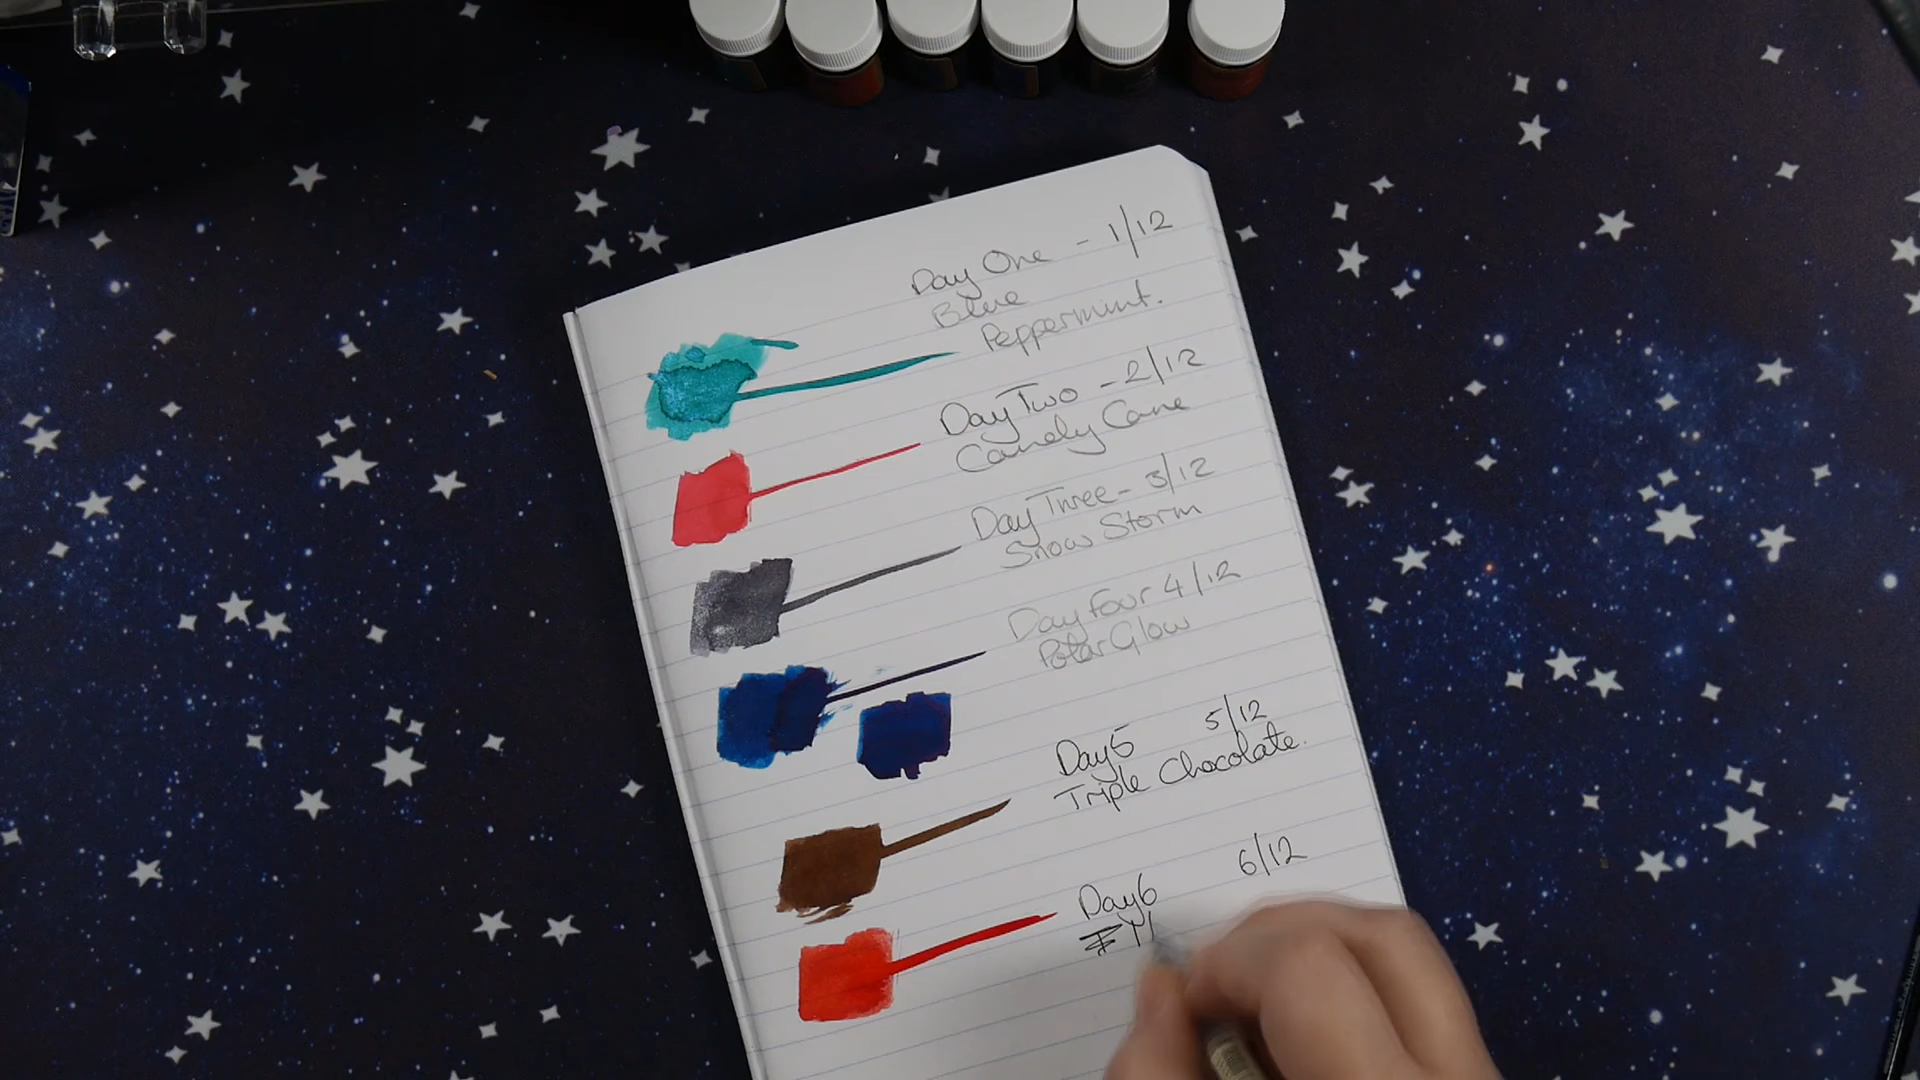 Day One - 1/12
Blue
Peppermint.
Day Two - 2/12
Candy Cane
Day Three - 3/12
Snow Storm
Day Four 4/12
Polar Glow
Day 5 5/12
Triple Chocolate.
Day 6 6/12